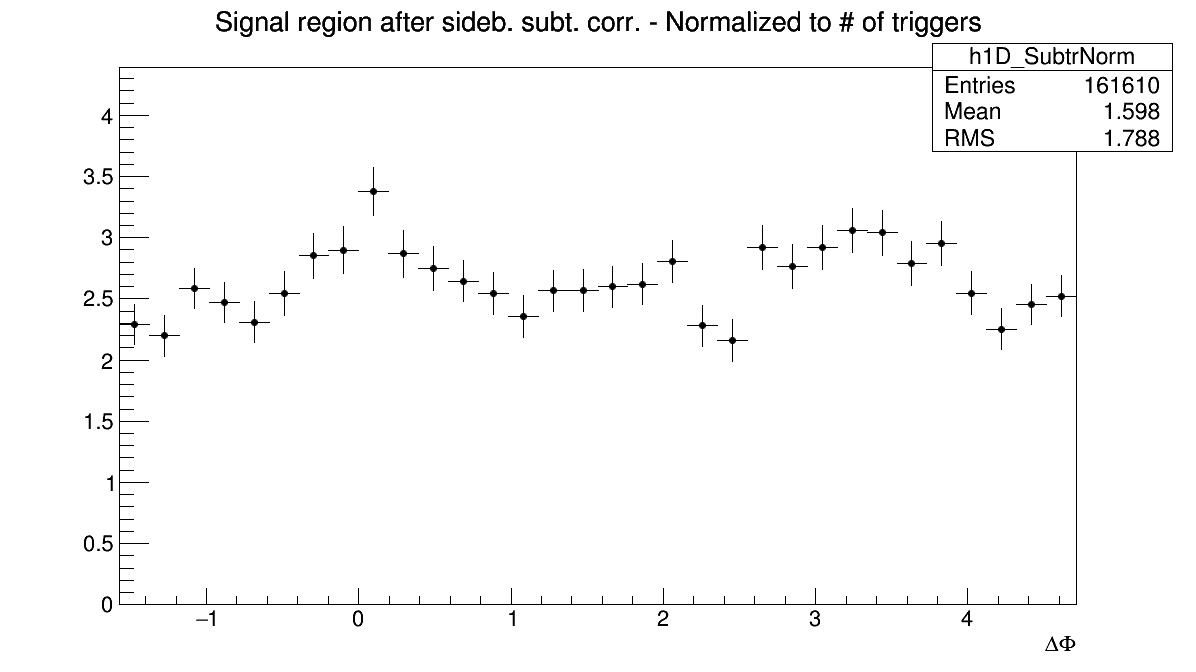 Signal region after sideb. subt. corr. - Normalized to # of triggers
h1D_SubtrNorm
Entries 161610
Mean 1.598
RMS 1.788
4
3.5
3
2.5
2
1.5
1
0.5
0
−1 0 1 2 3 4
ΔΦ